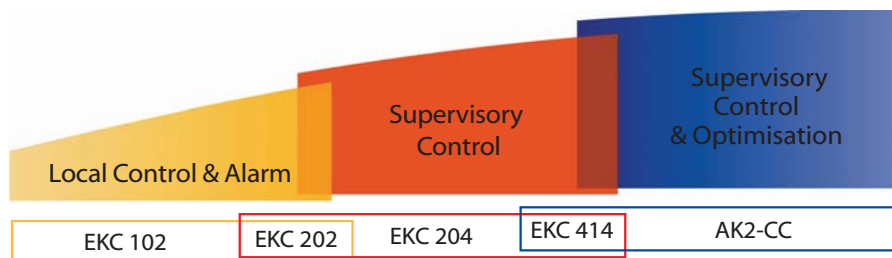 Local Control & Alarm
Supervisory
Control
Supervisory
Control
& Optimisation
EKC 102
EKC 202
EKC 204
EKC 414
AK2-CC